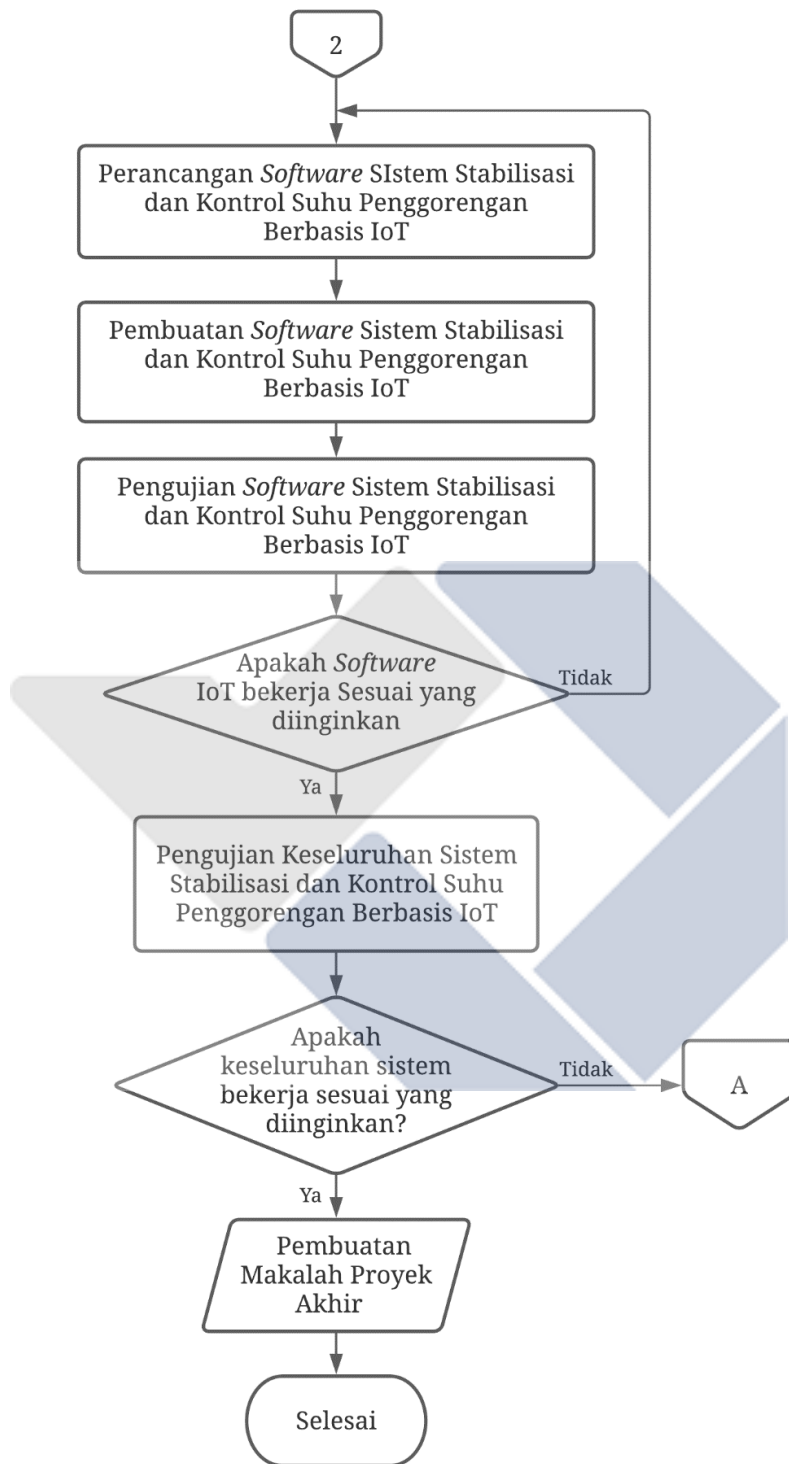 2
Perancangan Software SIstem Stabilisasi
dan Kontrol Suhu Penggorengan
Berbasis IoT
Pembuatan Software Sistem Stabilisasi
dan Kontrol Suhu Penggorengan
Berbasis IoT
Pengujian Software Sistem Stabilisasi
dan Kontrol Suhu Penggorengan
Berbasis IoT
Apakah Software
IoT bekerja Sesuai yang
diinginkan
Tidak
Ya
Pengujian Keseluruhan Sistem
Stabilisasi dan Kontrol Suhu
Penggorengan Berbasis IoT
Apakah
keseluruhan sistem
bekerja sesuai yang
diinginkan?
Tidak
A
Ya
Pembuatan
Makalah Proyek
Akhir
Selesai